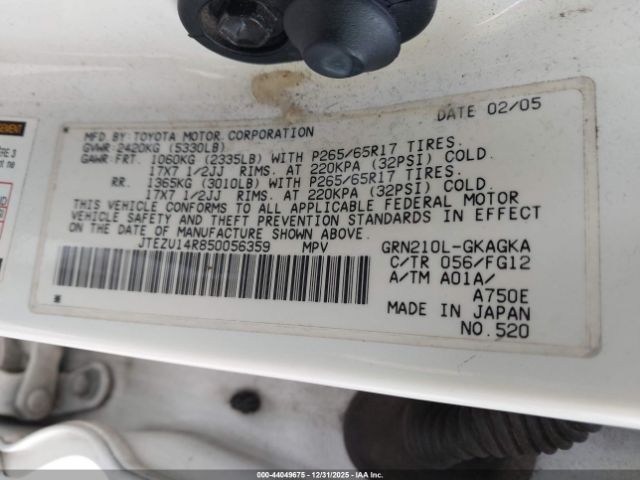 DATE 02/05
MFD. BY: TOYOTA MOTOR CORPORATION
GVWR: 2420KG (5330LB)
GAWR: FRT. 1060KG (2335LB) WITH P265/65R17 TIRES.
17X7 1/2JJ RIMS. AT 220KPA (32PSI) COLD.
RR. 1365KG (3010LB) WITH P265/65R17 TIRES.
17X7 1/2JJ RIMS. AT 220KPA (32PSI) COLD.
THIS VEHICLE CONFORMS TO ALL APPLICABLE FEDERAL MOTOR
VEHICLE SAFETY AND THEFT PREVENTION STANDARDS IN EFFECT
ON THE DATE OF MANUFACTURE SHOWN ABOVE.
JTEZU14R850056359 MPV GRN210L-GKAGKA
C/TR 056/FG12
A/TM A01A/
A750E
MADE IN JAPAN
NO.520
000-44049675 - 12/31/2025 - IAA, Inc.